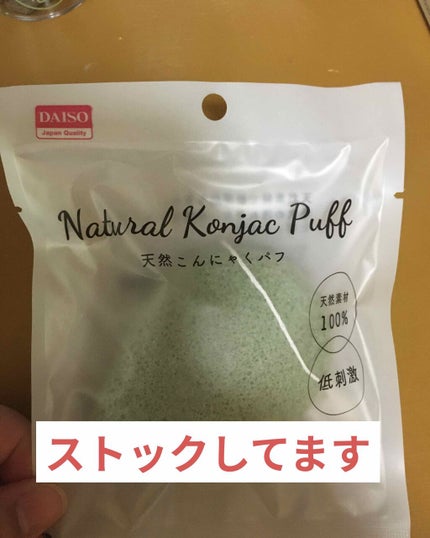 DAISO
Japan Quality
Natural Konjac Puff
天然こんにゃくパフ
天然素材
100%
低刺激
ストックしてます